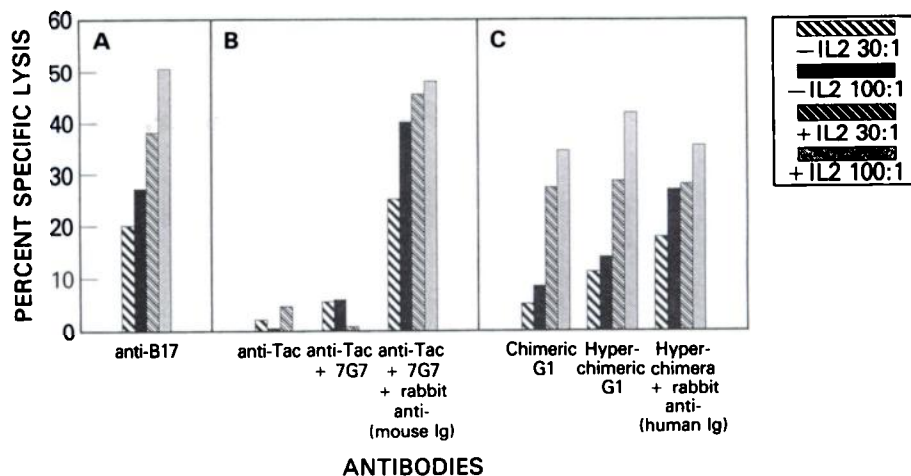 PERCENT SPECIFIC LYSIS
60
50
40
30
20
10
0
A
B
C
anti-B17
anti-Tac
anti-Tac
+ 7G7
anti-Tac
+ 7G7
+ rabbit
anti-
(mouse Ig)
Chimeric
G1
Hyper-
chimeric
G1
Hyper-
chimera
+ rabbit
anti-
(human Ig)
ANTIBODIES
−IL2 30:1
−IL2 100:1
+IL2 30:1
+IL2 100:1